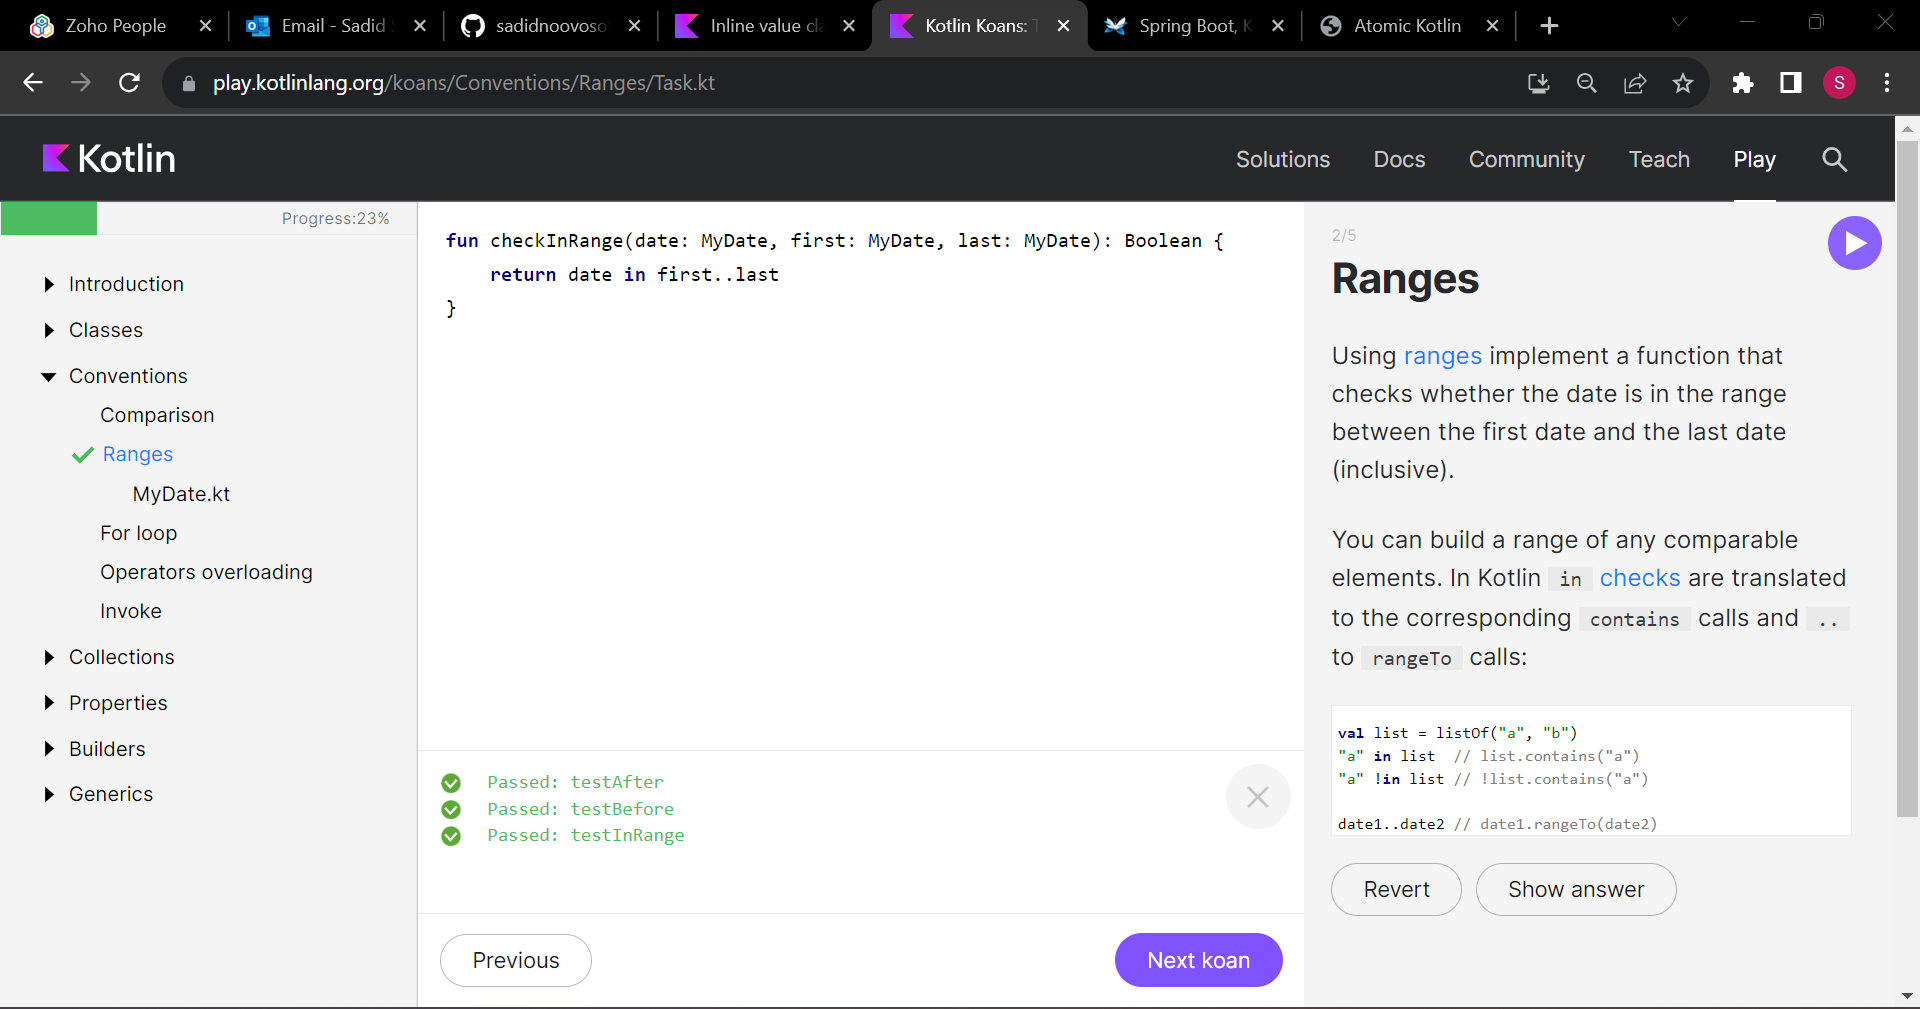 Zoho People
Email - Sadid
sadidnoovoso
Inline value cla
Kotlin Koans:
Spring Boot, K
Atomic Kotlin
play.kotlinlang.org/koans/Conventions/Ranges/Task.kt
S
Kotlin
Solutions
Docs
Community
Teach
Play
Progress:23%
Introduction
Classes
Conventions
Comparison
Ranges
MyDate.kt
For loop
Operators overloading
Invoke
Collections
Properties
Builders
Generics
fun checkInRange(date: MyDate, first: MyDate, last: MyDate): Boolean {
return date in first..last
}
Passed: testAfter
Passed: testBefore
Passed: testInRange
Previous
Next koan
2/5
Ranges
Using ranges implement a function that
checks whether the date is in the range
between the first date and the last date
(inclusive).
You can build a range of any comparable
elements. In Kotlin in checks are translated
to the corresponding contains calls and ..
to rangeTo calls:
val list = listOf("a", "b")
"a" in list // list.contains("a")
"a" !in list // !list.contains("a")
date1..date2 // date1.rangeTo(date2)
Revert
Show answer